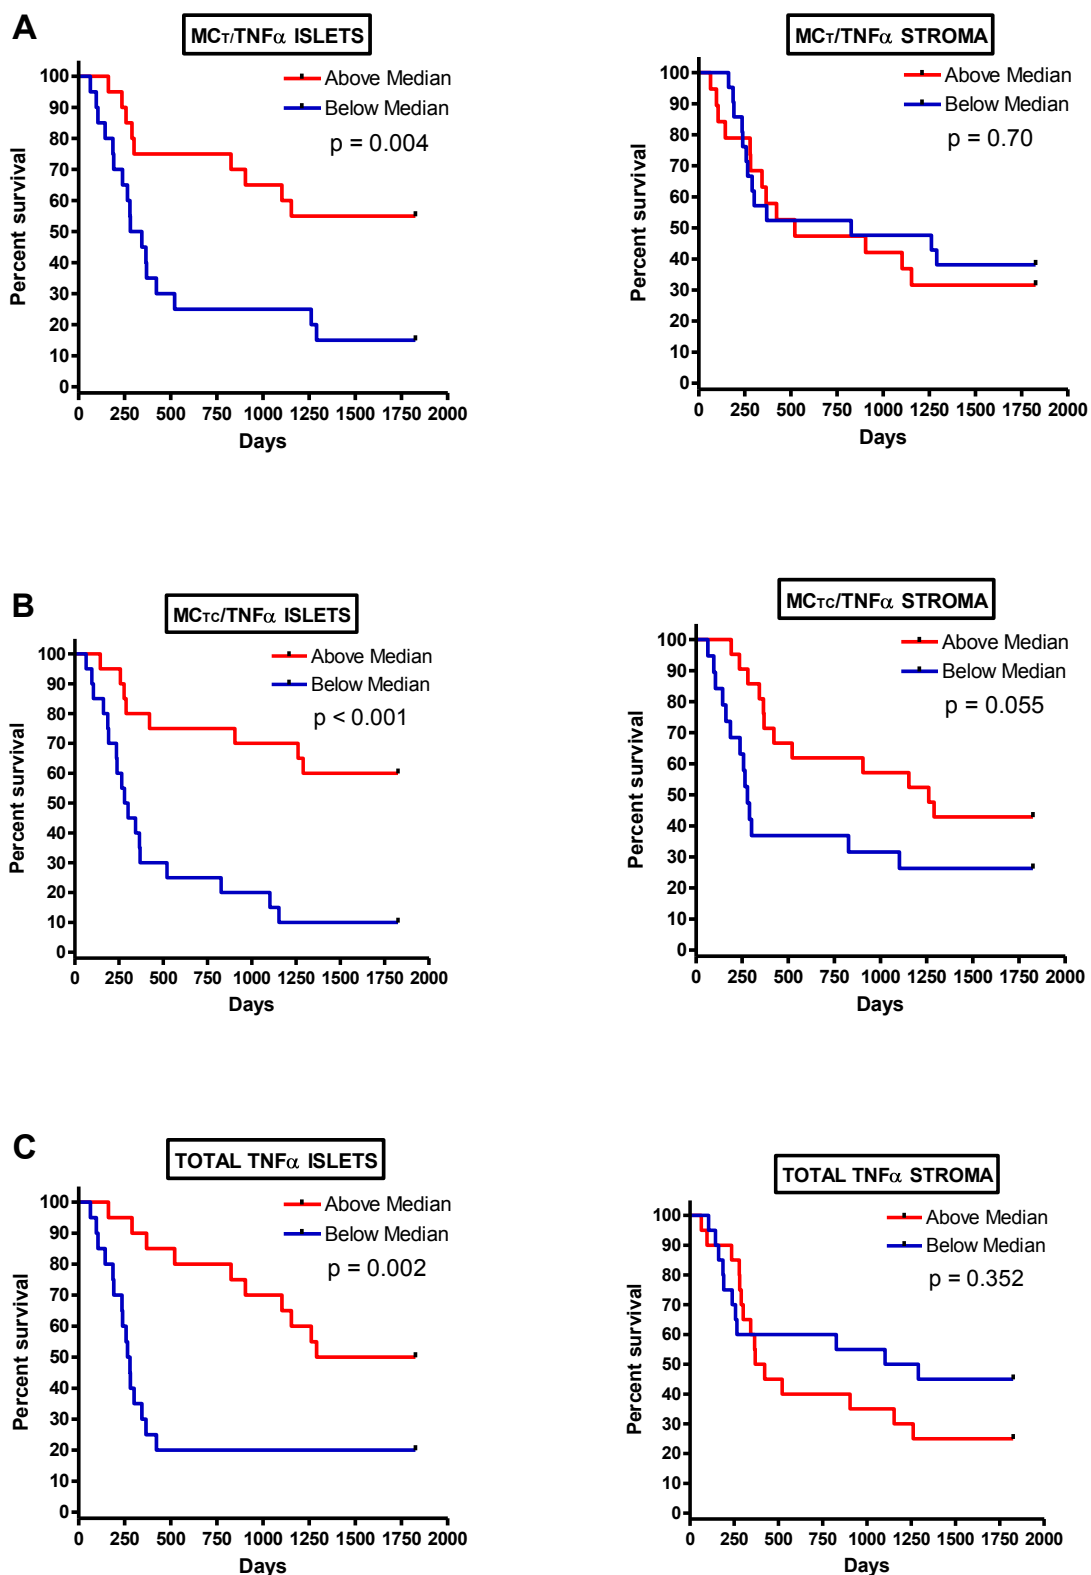 A
MCT/TNFα ISLETS
Above Median
Below Median
p = 0.004
Percent survival
100
90
80
70
60
50
40
30
20
10
0
0 250 500 750 1000 1250 1500 1750 2000
Days
MCT/TNFα STROMA
Above Median
Below Median
p = 0.70
Percent survival
100
90
80
70
60
50
40
30
20
10
0
0 250 500 750 1000 1250 1500 1750 2000
Days
B
MCTC/TNFα ISLETS
Above Median
Below Median
p < 0.001
Percent survival
100
90
80
70
60
50
40
30
20
10
0
0 250 500 750 1000 1250 1500 1750 2000
Days
MCTC/TNFα STROMA
Above Median
Below Median
p = 0.055
Percent survival
100
90
80
70
60
50
40
30
20
10
0
0 250 500 750 1000 1250 1500 1750 2000
Days
C
TOTAL TNFα ISLETS
Above Median
Below Median
p = 0.002
Percent survival
100
90
80
70
60
50
40
30
20
10
0
0 250 500 750 1000 1250 1500 1750 2000
Days
TOTAL TNFα STROMA
Above Median
Below Median
p = 0.352
Percent survival
100
90
80
70
60
50
40
30
20
10
0
0 250 500 750 1000 1250 1500 1750 2000
Days